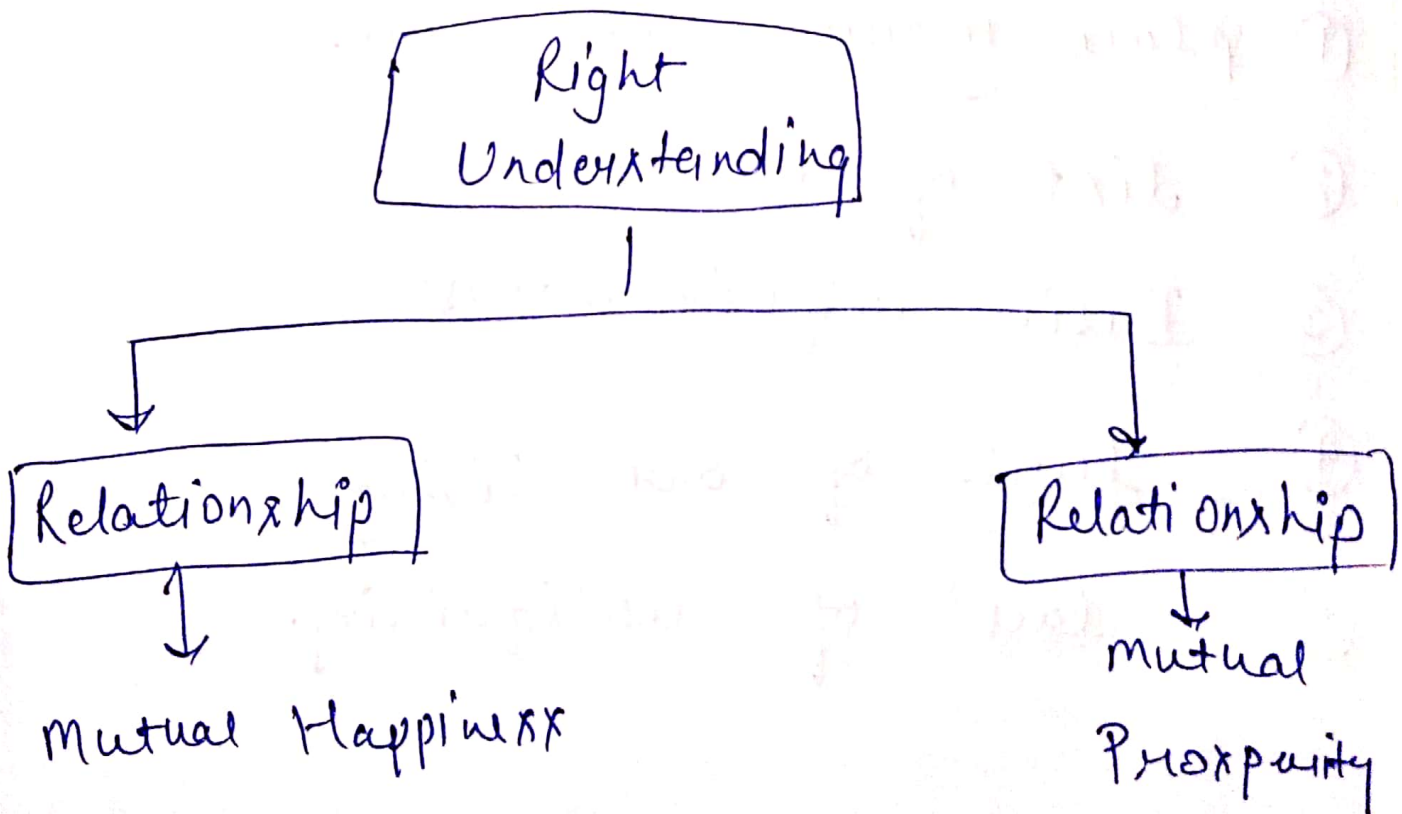 Right
Understanding
Relationship
Relationship
Mutual Happiness
Mutual
Prosperity